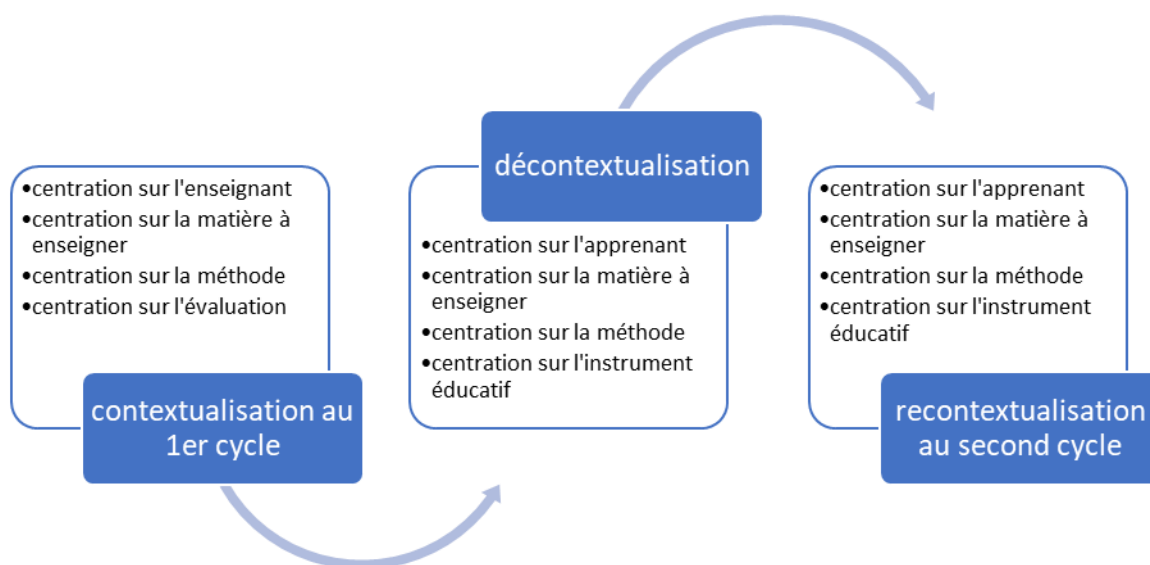 •centration sur l'enseignant
•centration sur la matière à
enseigner
•centration sur la méthode
•centration sur l'évaluation
contextualisation au
1er cycle
décontextualisation
•centration sur l'apprenant
•centration sur la matière à
enseigner
•centration sur la méthode
•centration sur l'instrument
éducatif
•centration sur l'apprenant
•centration sur la matière à
enseigner
•centration sur la méthode
•centration sur l'instrument
éducatif
recontextualisation
au second cycle